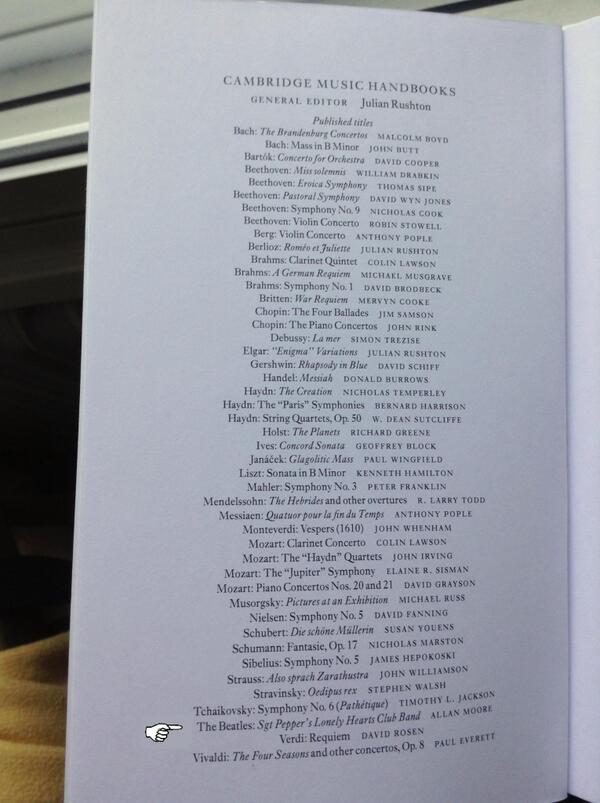 CAMBRIDGE MUSIC HANDBOOKS
GENERAL EDITOR Julian Rushton
Published titles
Bach: The Brandenburg Concertos MALCOLM BOYD
Bach: Mass in B Minor JOHN BUTT
Bartók: Concerto for Orchestra DAVID COOPER
Beethoven: Missa solemnis WILLIAM DRABKIN
Beethoven: Eroica Symphony THOMAS SIPE
Beethoven: Pastoral Symphony DAVID WYN JONES
Beethoven: Symphony No. 9 NICHOLAS COOK
Beethoven: Violin Concerto ROBIN STOWELL
Berg: Violin Concerto ANTHONY POPLE
Berlioz: Roméo et Juliette JULIAN RUSHTON
Brahms: Clarinet Quintet COLIN LAWSON
Brahms: A German Requiem MICHAEL MUSGRAVE
Brahms: Symphony No. 1 DAVID BRODBECK
Britten: War Requiem MERVYN COOKE
Chopin: The Four Ballades JIM SAMSON
Chopin: The Piano Concertos JOHN RINK
Debussy: La mer SIMON TREZISE
Elgar: "Enigma" Variations JULIAN RUSHTON
Gershwin: Rhapsody in Blue DAVID SCHIFF
Handel: Messiah DONALD BURROWS
Haydn: The Creation NICHOLAS TEMPERLEY
Haydn: The "Paris" Symphonies BERNARD HARRISON
Haydn: String Quartets, Op. 50 W. DEAN SUTCLIFFE
Holst: The Planets RICHARD GREENE
Ives: Concord Sonata GEOFFREY BLOCK
Janáček: Glagolitic Mass PAUL WINGFIELD
Liszt: Sonata in B Minor KENNETH HAMILTON
Mahler: Symphony No. 3 PETER FRANKLIN
Mendelssohn: The Hebrides and other overtures R. LARRY TODD
Messiaen: Quatuor pour la fin du Temps ANTHONY POPLE
Monteverdi: Vespers (1610) JOHN WHENHAM
Mozart: Clarinet Concerto COLIN LAWSON
Mozart: The "Haydn" Quartets JOHN IRVING
Mozart: The "Jupiter" Symphony ELAINE R. SISMAN
Mozart: Piano Concertos Nos. 20 and 21 DAVID GRAYSON
Musorgsky: Pictures at an Exhibition MICHAEL RUSS
Nielsen: Symphony No. 5 DAVID FANNING
Schubert: Die schöne Müllerin SUSAN YOUENS
Schumann: Fantasie, Op. 17 NICHOLAS MARSTON
Sibelius: Symphony No. 5 JAMES HEPOKOSKI
Strauss: Also sprach Zarathustra JOHN WILLIAMSON
Stravinsky: Oedipus rex STEPHEN WALSH
Tchaikovsky: Symphony No. 6 (Pathétique) TIMOTHY L. JACKSON
The Beatles: Sgt Pepper's Lonely Hearts Club Band ALLAN MOORE
Verdi: Requiem DAVID ROSEN
Vivaldi: The Four Seasons and other concertos, Op. 8 PAUL EVERETT